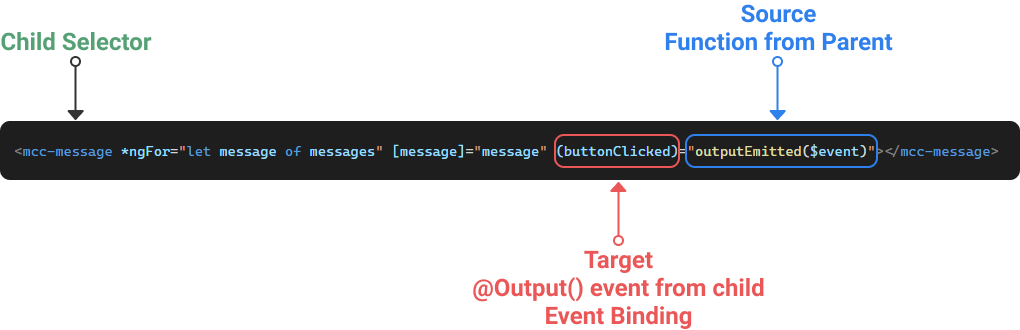 Source
Child Selector
Function from Parent
<mcc-message *ngFor="let message of messages" [message]="message" (buttonClicked)="outputEmitted($event)"></mcc-message>
Target
@Output() event from child
Event Binding